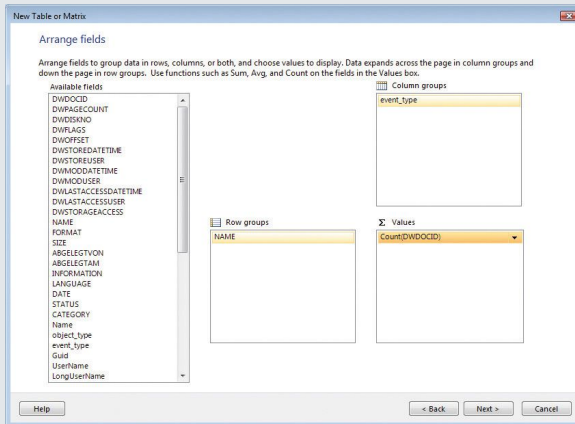 New Table or Matrix
Arrange fields
Arrange fields to group data in rows, columns, or both, and choose values to display. Data expands across the page in column groups and
down the page in row groups. Use functions such as Sum, Avg, and Count on the fields in the Values box.
Available fields
DWDOCID
DWPAGECOUNT
DWDISKNO
DWFLAGS
DWOFFSET
DWSTOREDATETIME
DWSTOREUSER
DWMODDATETIME
DWMODUSER
DWLASTACCESSDATETIME
DWLASTACCESSUSER
DWSTORAGEACCESS
NAME
FORMAT
SIZE
ABGELEGTVON
ABGELEGTAM
INFORMATION
LANGUAGE
DATE
STATUS
CATEGORY
Name
object_type
event_type
Guid
UserName
LongUserName
Column groups
event_type
Row groups
NAME
Σ Values
Count(DWDOCID)
Help
< Back
Next >
Cancel